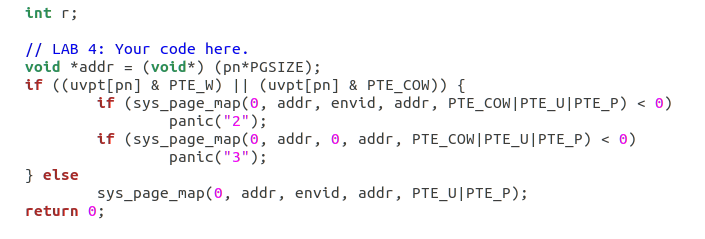 int r;
// LAB 4: Your code here.
void *addr = (void*) (pn*PGSIZE);
if ((uvpt[pn] & PTE_W) || (uvpt[pn] & PTE_COW)) {
if (sys_page_map(0, addr, envid, addr, PTE_COW|PTE_U|PTE_P) < 0)
panic("2");
if (sys_page_map(0, addr, 0, addr, PTE_COW|PTE_U|PTE_P) < 0)
panic("3");
} else
sys_page_map(0, addr, envid, addr, PTE_U|PTE_P);
return 0;